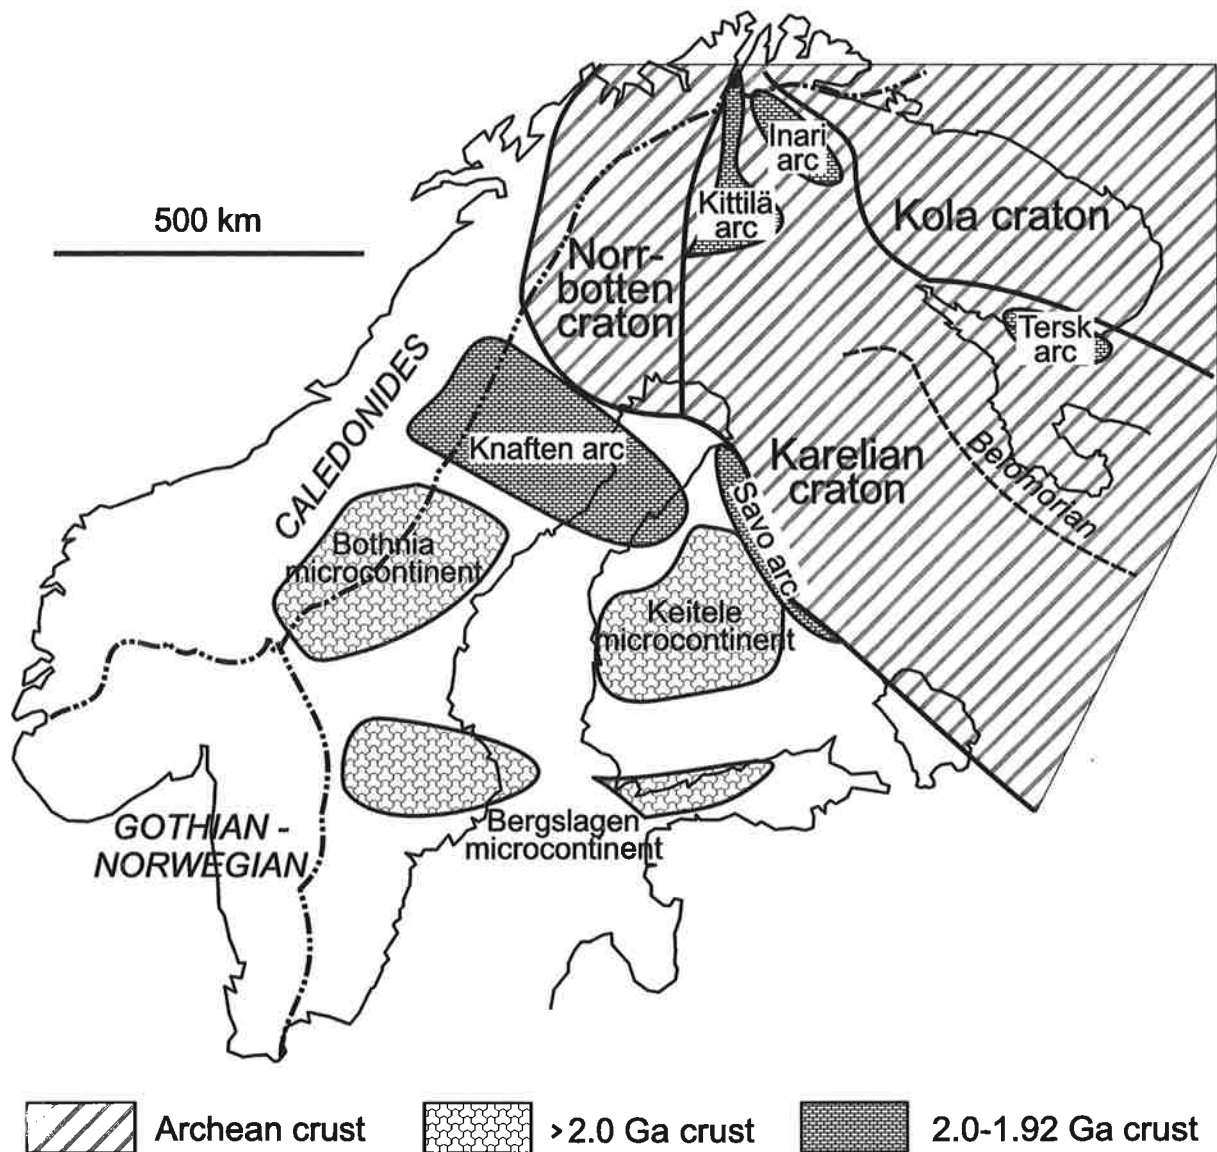 Inari
arc
500 km
Kittilä
arc
Kola craton
Norr-
botten
craton
Tersk
arc
CALEDONIDES
Knaften arc
Karelian
craton
Belomorian
Savo arc
Bothnia
microcontinent
Keitele
microcontinent
GOTHIAN -
NORWEGIAN
Bergslagen
microcontinent
Archean crust
>2.0 Ga crust
2.0-1.92 Ga crust